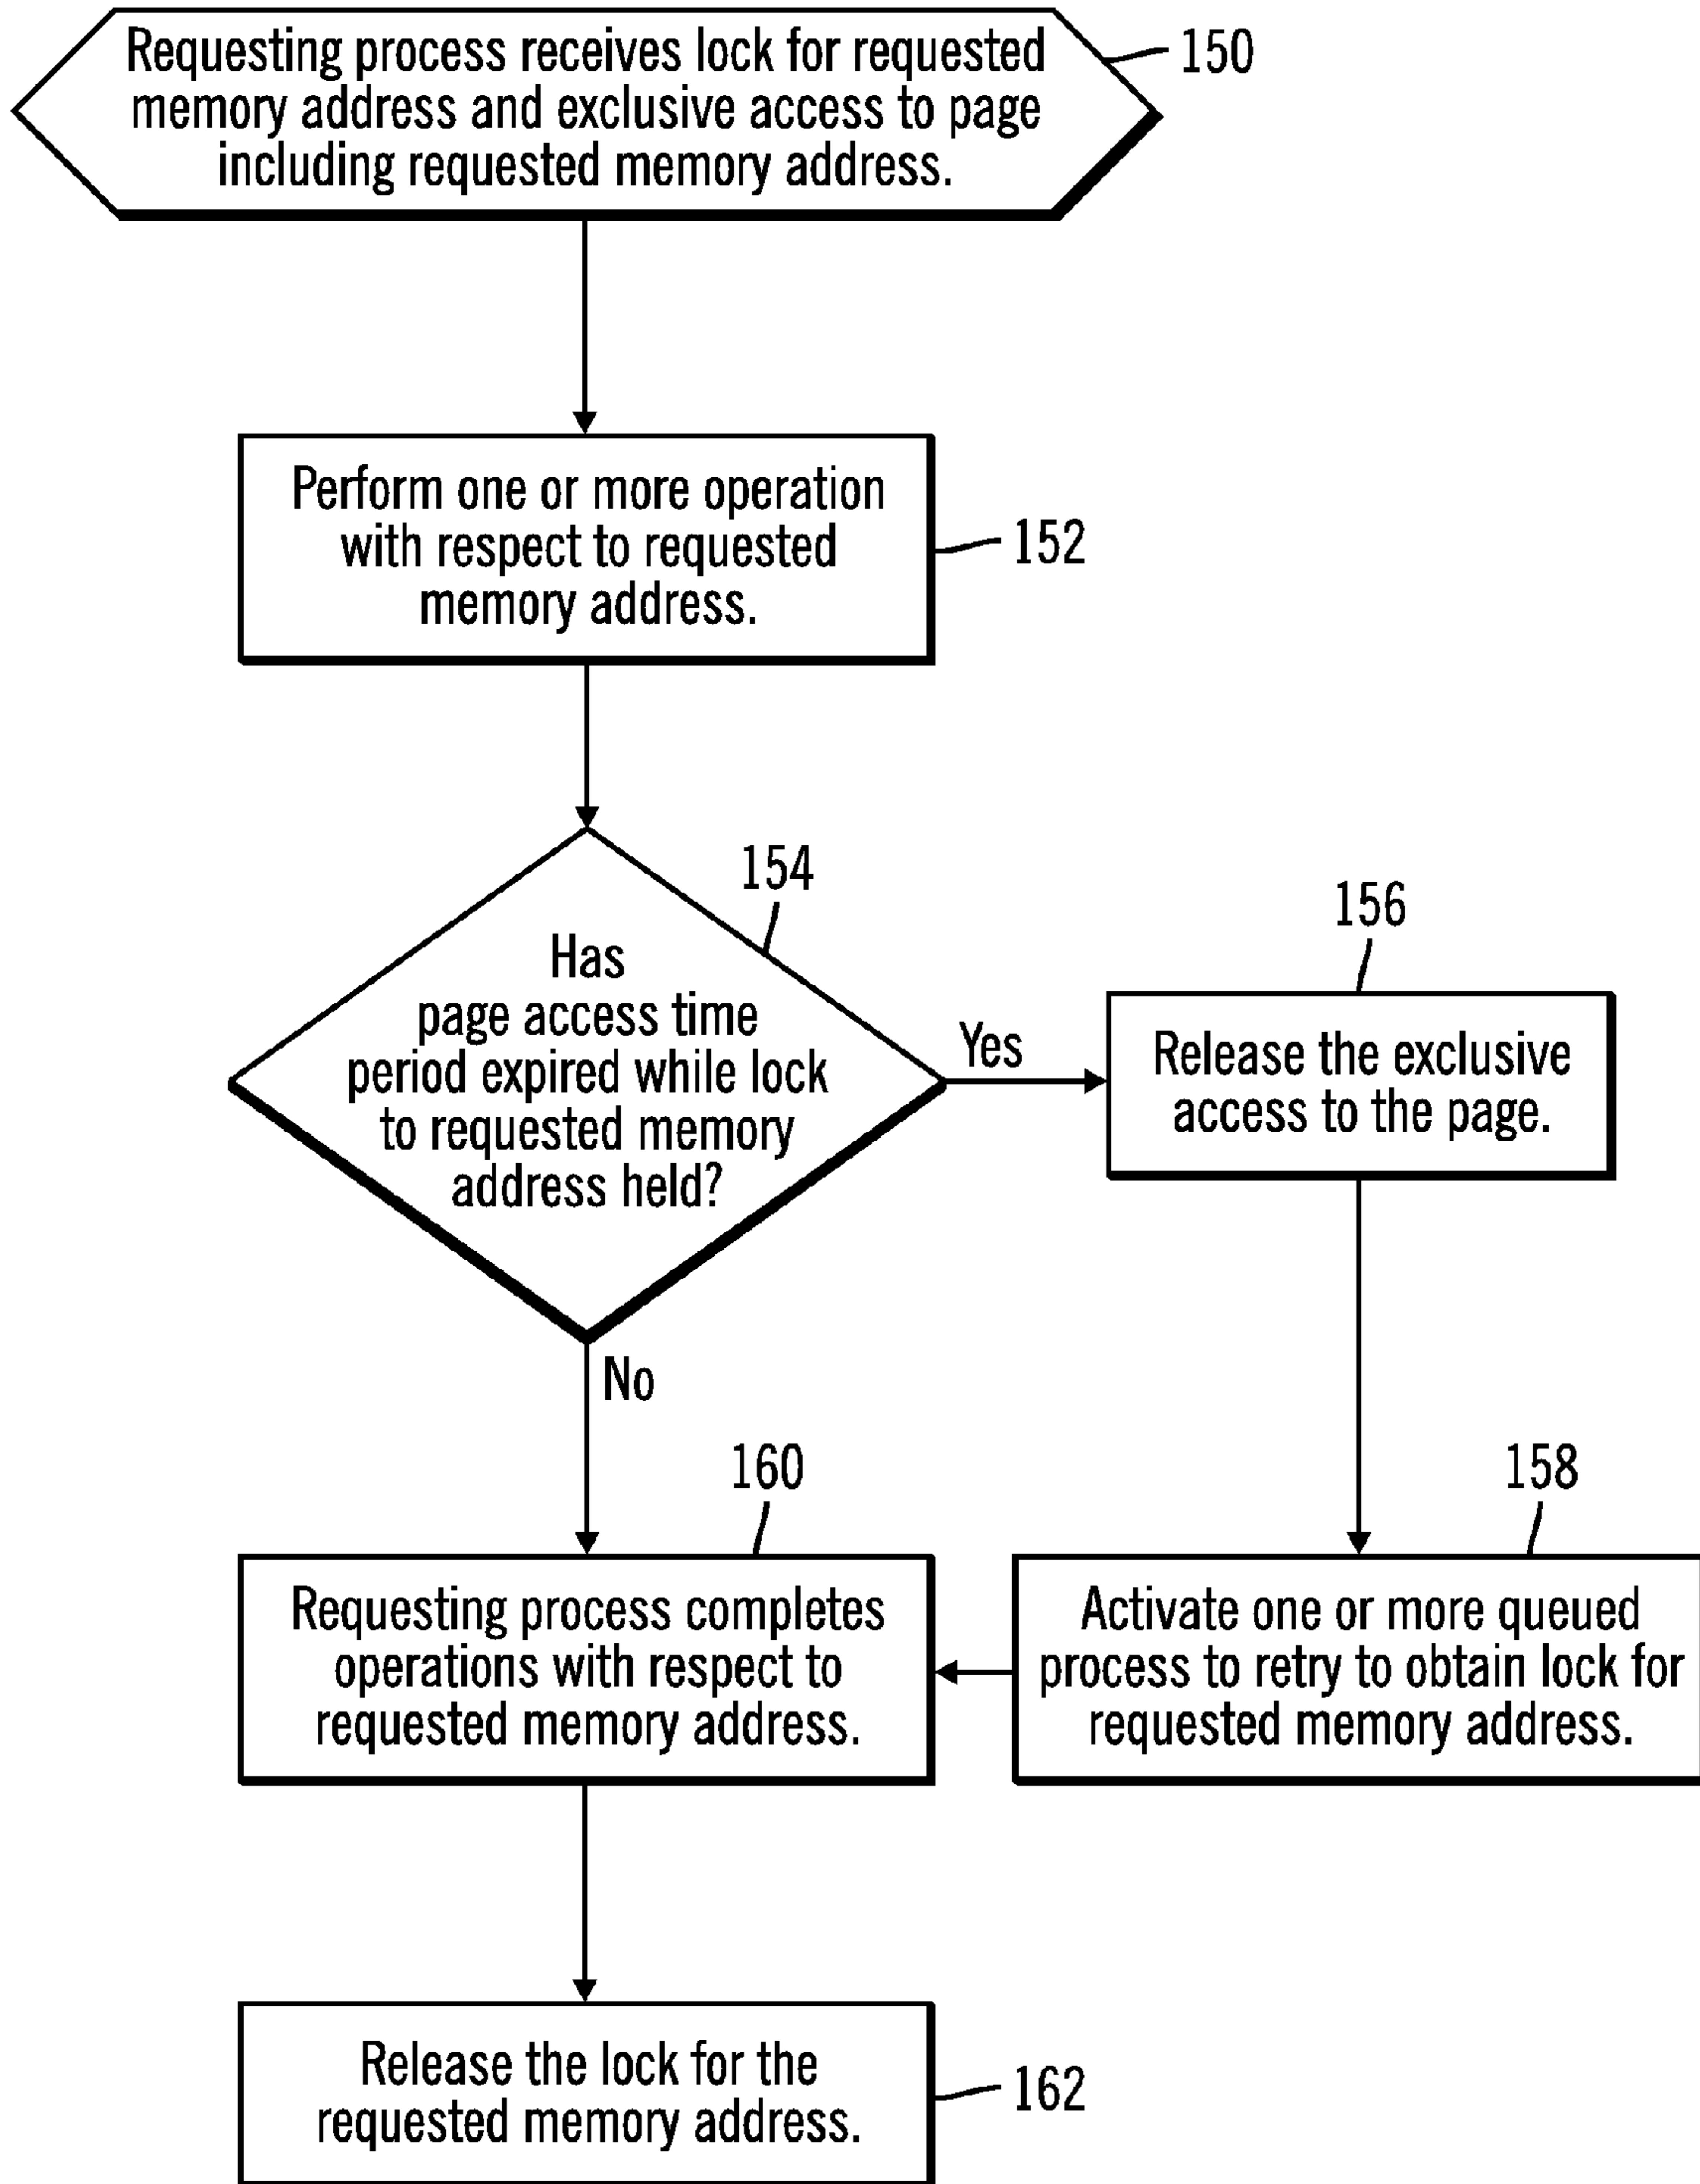 Requesting process receives lock for requested
memory address and exclusive access to page
including requested memory address.
150
Perform one or more operation
with respect to requested
memory address.
152
154
Has
page access time
period expired while lock
to requested memory
address held?
Yes
No
156
Release the exclusive
access to the page.
158
Activate one or more queued
process to retry to obtain lock for
requested memory address.
160
Requesting process completes
operations with respect to
requested memory address.
Release the lock for the
requested memory address.
162